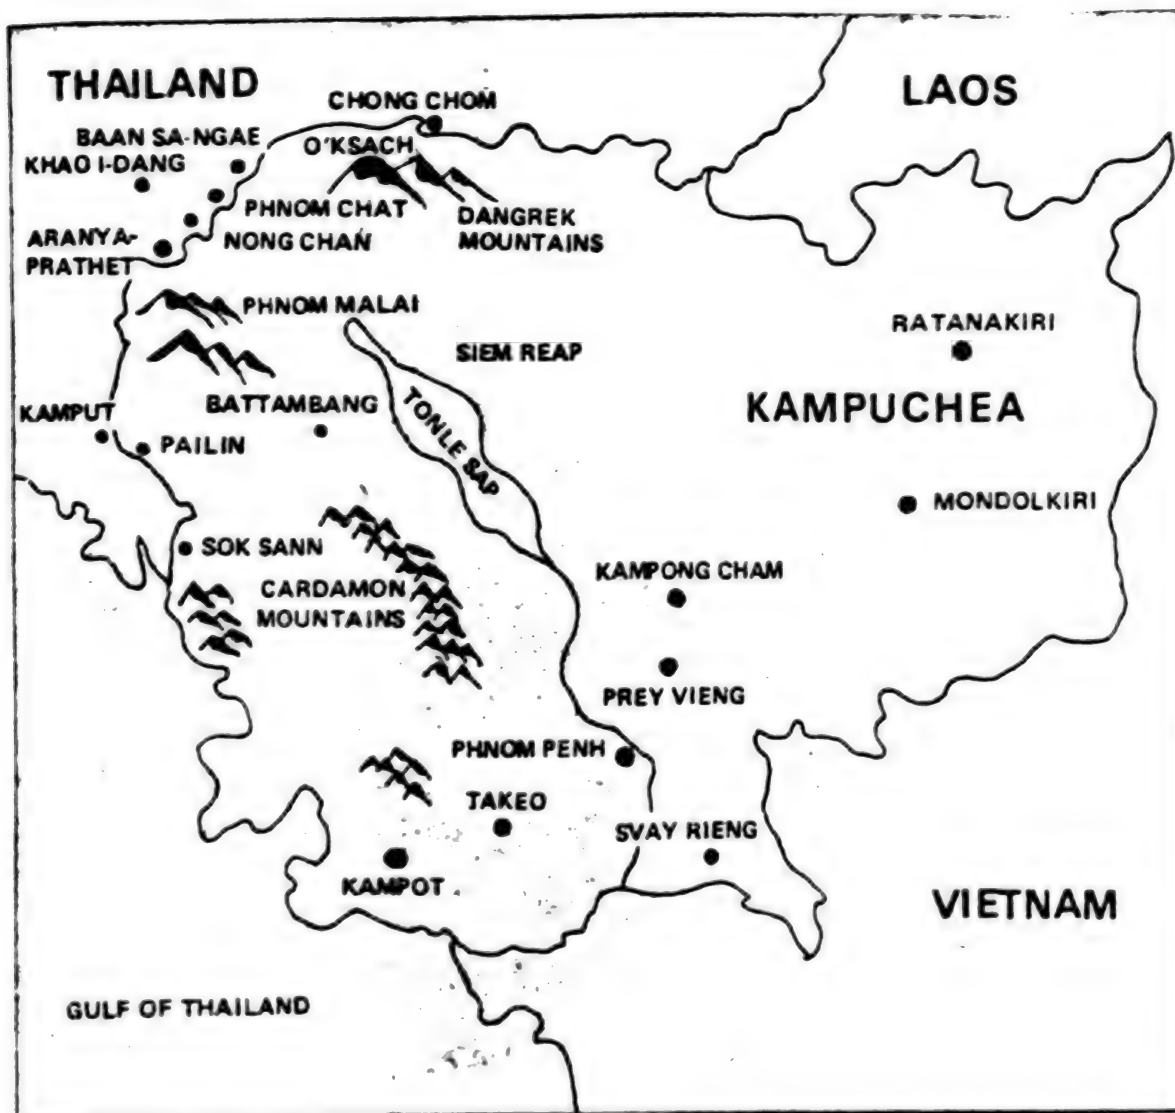 THAILAND
LAOS
CHONG CHOM
BAAN SA-NGAE
O'KSACH
KHAO I-DANG
PHNOM CHAT
DANGREK
MOUNTAINS
ARANYA-
PRATHET
NONG CHAN
PHNOM MALAI
RATANAKIRI
SIEM REAP
KAMPUCHEA
KAMPUT
BATTAMBANG
TONLE SAP
PAILIN
MONDOLKIRI
SOK SANN
KAMPONG CHAM
CARDAMON
MOUNTAINS
PREY VIENG
PHNOM PENH
TAKEO
SVAY RIENG
KAMPOT
VIETNAM
GULF OF THAILAND